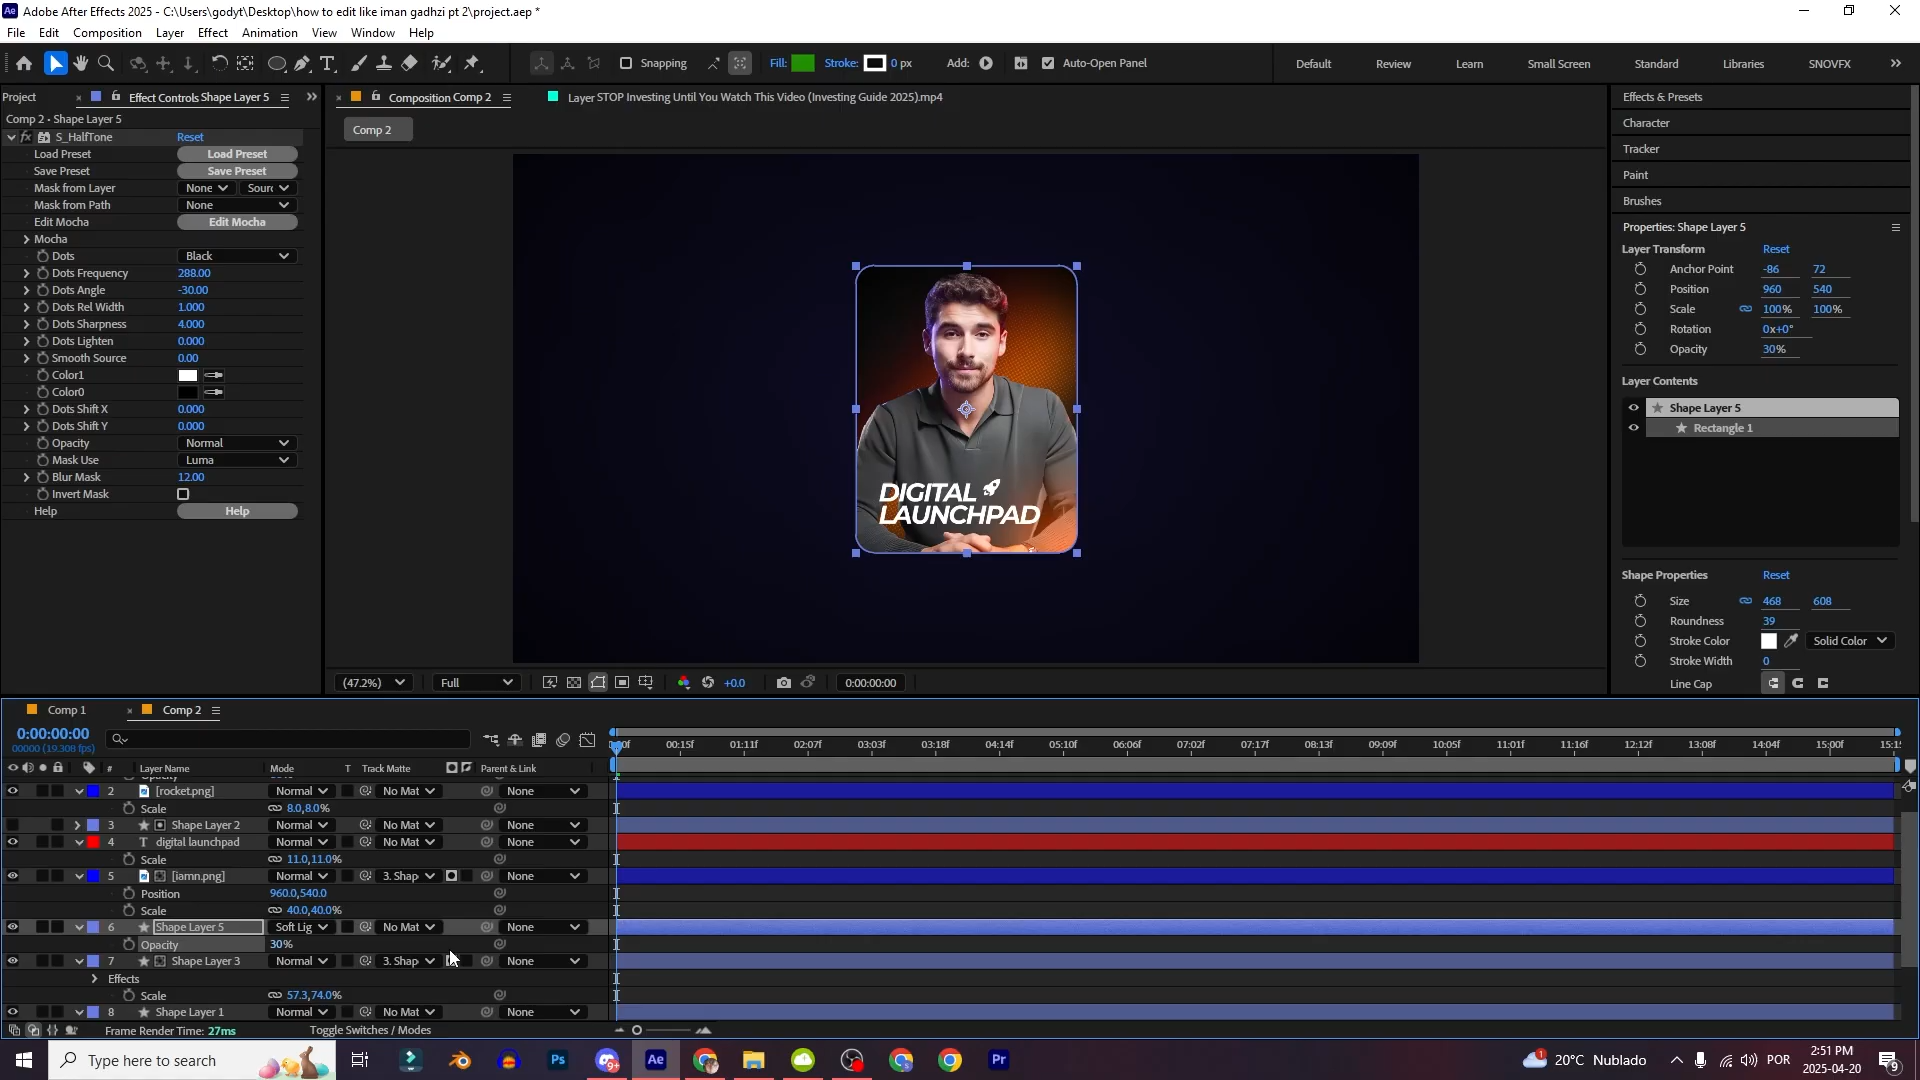 Adobe After Effects 2025 - C:\Users\godyt\Desktop\how to edit like iman gadhzi pt 2\project.aep *
File Edit Composition Layer Effect Animation View Window Help
Snapping Fill: Stroke: 0 px Add: Auto-Open Panel Default Review Learn Small Screen Standard Libraries SNOVFX
Project Effect Controls Shape Layer 5
Comp 2 - Shape Layer 5
S_HalfTone Reset
Load Preset Load Preset
Save Preset Save Preset
Mask from Layer None Sourc
Mask from Path None
Edit Mocha Edit Mocha
Mocha
Dots Black
Dots Frequency 288.00
Dots Angle -30.00
Dots Rel Width 1.000
Dots Sharpness 4.000
Dots Lighten 0.000
Smooth Source 0.00
Color1
Color0
Dots Shift X 0.000
Dots Shift Y 0.000
Opacity Normal
Mask Use Luma
Blur Mask 12.00
Invert Mask
Help Help
Composition Comp 2 Layer STOP Investing Until You Watch This Video (Investing Guide 2025).mp4
Comp 2
DIGITAL
LAUNCHPAD
(47.2%) Full +0.0 0:00:00:00
Effects & Presets
Character
Tracker
Paint
Brushes
Properties: Shape Layer 5
Layer Transform Reset
Anchor Point -86 72
Position 960 540
Scale 100% 100%
Rotation 0x+0°
Opacity 30%
Layer Contents
Shape Layer 5
Rectangle 1
Shape Properties Reset
Size 468 608
Roundness 39
Stroke Color Solid Color
Stroke Width 0
Line Cap
Comp 1 Comp 2
0:00:00:00
00000 (19.308 fps)
00f 00:15f 01:11f 02:07f 03:03f 03:18f 04:14f 05:10f 06:06f 07:02f 07:17f 08:13f 09:09f 10:05f 11:01f 11:16f 12:12f 13:08f 14:04f 15:00f 15:1
# Layer Name Mode T Track Matte Parent & Link
2 [rocket.png] Normal No Mat None
Scale 8.0,8.0%
3 Shape Layer 2 Normal No Mat None
4 T digital launchpad Normal No Mat None
Scale 11.0,11.0%
5 [iamn.png] Normal 3. Shap None
Position 960.0,540.0
Scale 40.0,40.0%
6 Shape Layer 5 Soft Lig No Mat None
Opacity 30%
7 Shape Layer 3 Normal 3. Shap None
Effects
Scale 57.3,74.0%
8 Shape Layer 1 Normal No Mat None
Frame Render Time: 27ms Toggle Switches / Modes
Type here to search 20°C Nublado POR 2:51 PM
2025-04-20